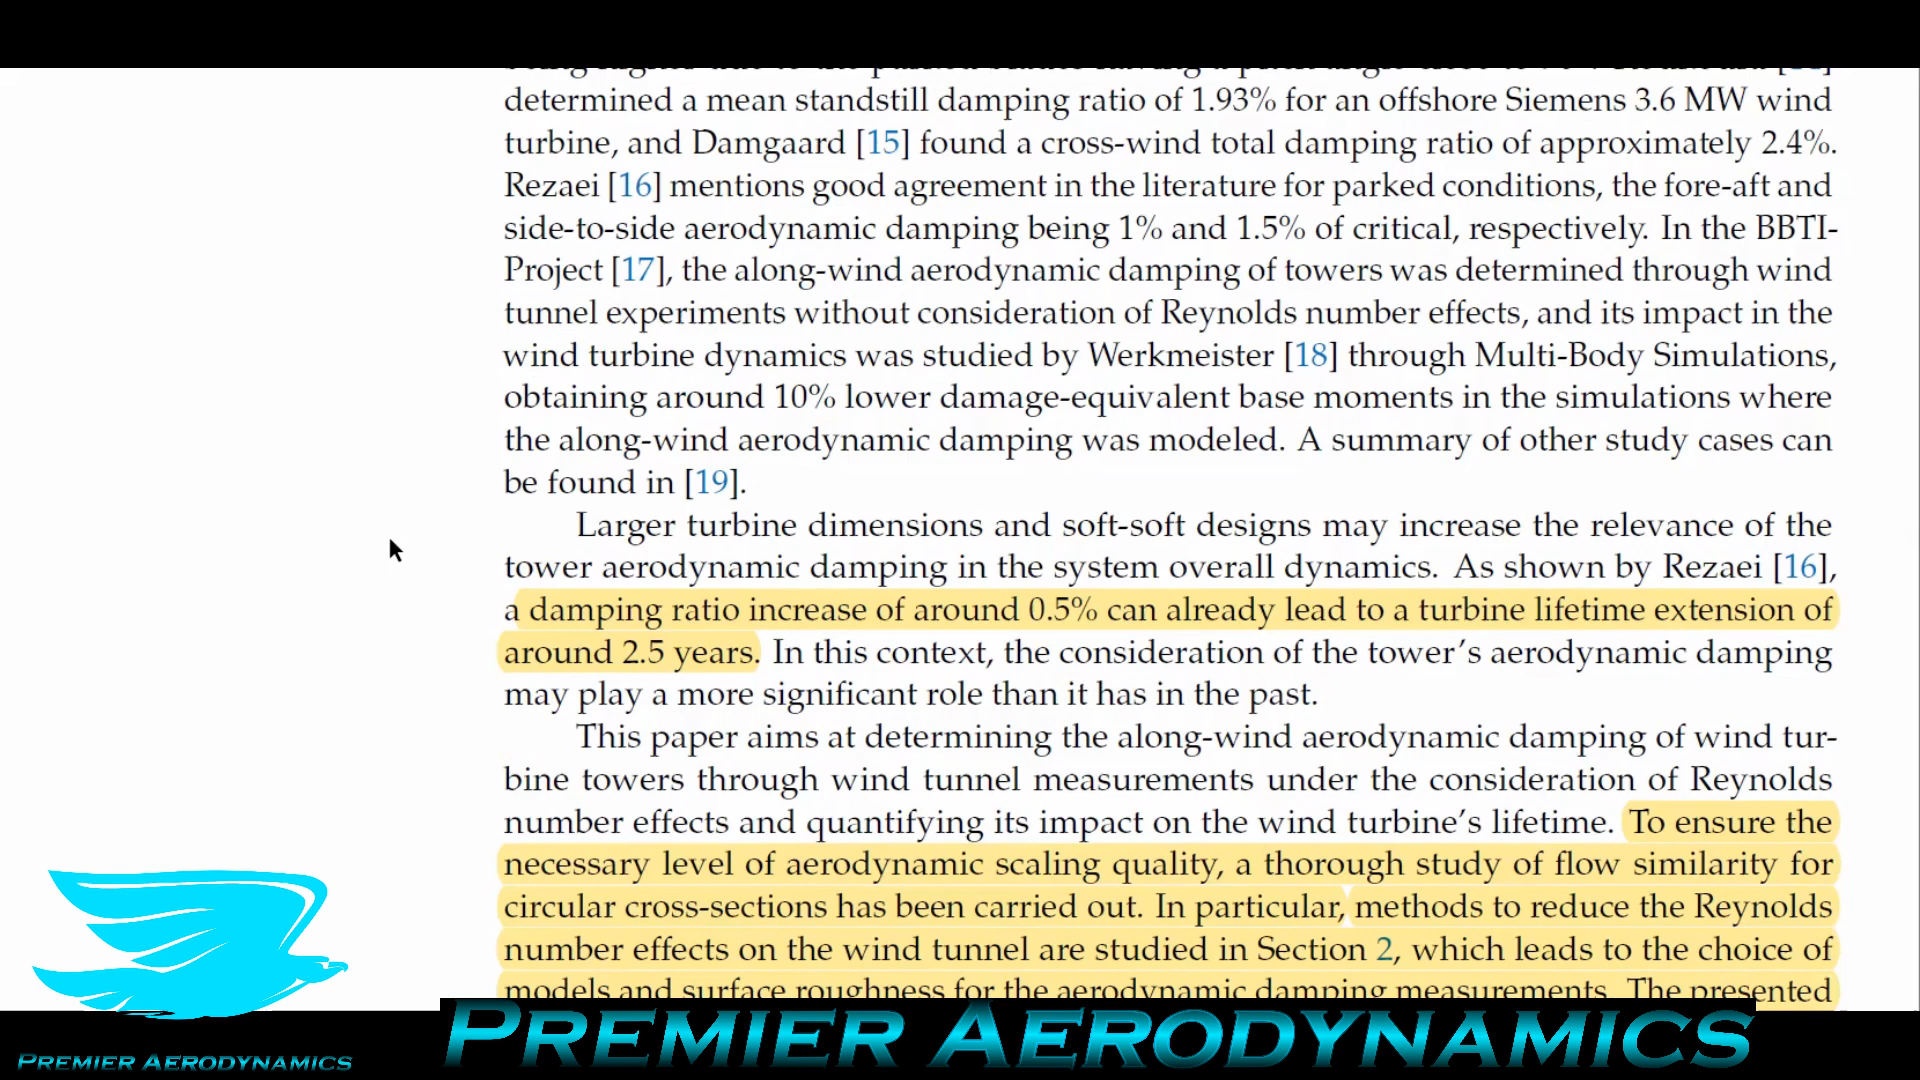 determined a mean standstill damping ratio of 1.93% for an offshore Siemens 3.6 MW wind
turbine, and Damgaard [15] found a cross-wind total damping ratio of approximately 2.4%.
Rezaei [16] mentions good agreement in the literature for parked conditions, the fore-aft and
side-to-side aerodynamic damping being 1% and 1.5% of critical, respectively. In the BBTI-
Project [17], the along-wind aerodynamic damping of towers was determined through wind
tunnel experiments without consideration of Reynolds number effects, and its impact in the
wind turbine dynamics was studied by Werkmeister [18] through Multi-Body Simulations,
obtaining around 10% lower damage-equivalent base moments in the simulations where
the along-wind aerodynamic damping was modeled. A summary of other study cases can
be found in [19].
Larger turbine dimensions and soft-soft designs may increase the relevance of the
tower aerodynamic damping in the system overall dynamics. As shown by Rezaei [16],
a damping ratio increase of around 0.5% can already lead to a turbine lifetime extension of
around 2.5 years. In this context, the consideration of the tower's aerodynamic damping
may play a more significant role than it has in the past.
This paper aims at determining the along-wind aerodynamic damping of wind tur-
bine towers through wind tunnel measurements under the consideration of Reynolds
number effects and quantifying its impact on the wind turbine's lifetime. To ensure the
necessary level of aerodynamic scaling quality, a thorough study of flow similarity for
circular cross-sections has been carried out. In particular, methods to reduce the Reynolds
number effects on the wind tunnel are studied in Section 2, which leads to the choice of
models and surface roughness for the aerodynamic damping measurements. The presented
PREMIER AERODYNAMICS
PREMIER AERODYNAMICS